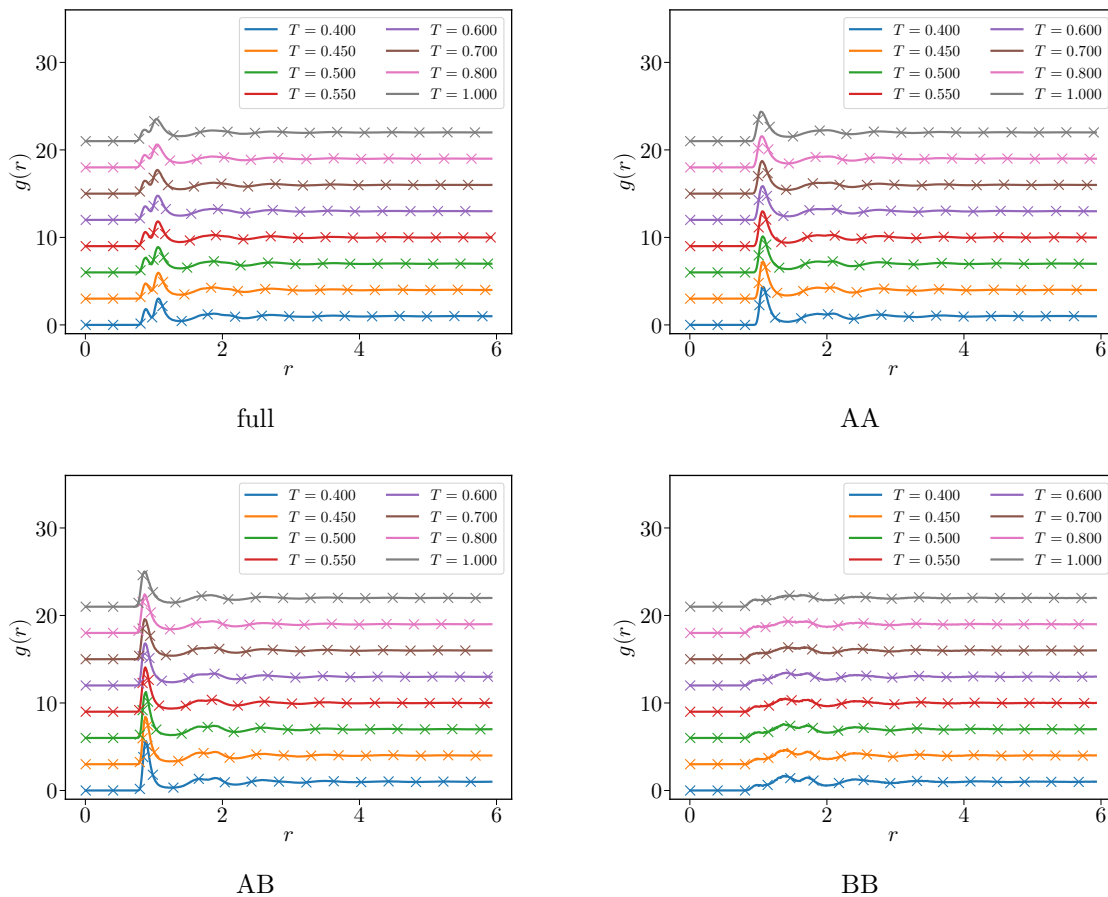 T = 0.400 T = 0.600
T = 0.450 T = 0.700
T = 0.500 T = 0.800
T = 0.550 T = 1.000
g(r)
30
20
10
0
0 2 4 6
r
full
T = 0.400 T = 0.600
T = 0.450 T = 0.700
T = 0.500 T = 0.800
T = 0.550 T = 1.000
g(r)
30
20
10
0
0 2 4 6
r
AA
T = 0.400 T = 0.600
T = 0.450 T = 0.700
T = 0.500 T = 0.800
T = 0.550 T = 1.000
g(r)
30
20
10
0
0 2 4 6
r
AB
T = 0.400 T = 0.600
T = 0.450 T = 0.700
T = 0.500 T = 0.800
T = 0.550 T = 1.000
g(r)
30
20
10
0
0 2 4 6
r
BB